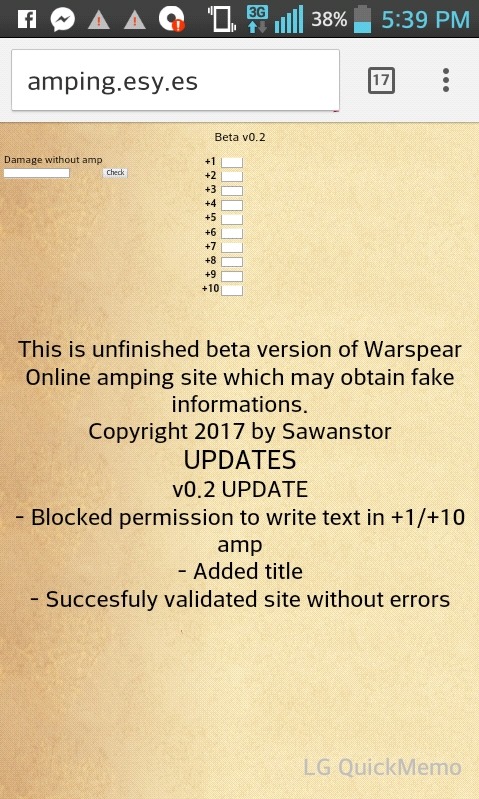 38% 5:39 PM
3G
amping.esy.es
17
Beta v0.2
Damage without amp
Check
+1
+2
+3
+4
+5
+6
+7
+8
+9
+10
This is unfinished beta version of Warspear
Online amping site which may obtain fake
informations.
Copyright 2017 by Sawanstor
UPDATES
v0.2 UPDATE
- Blocked permission to write text in +1/+10
amp
- Added title
- Succesfuly validated site without errors
LG QuickMemo